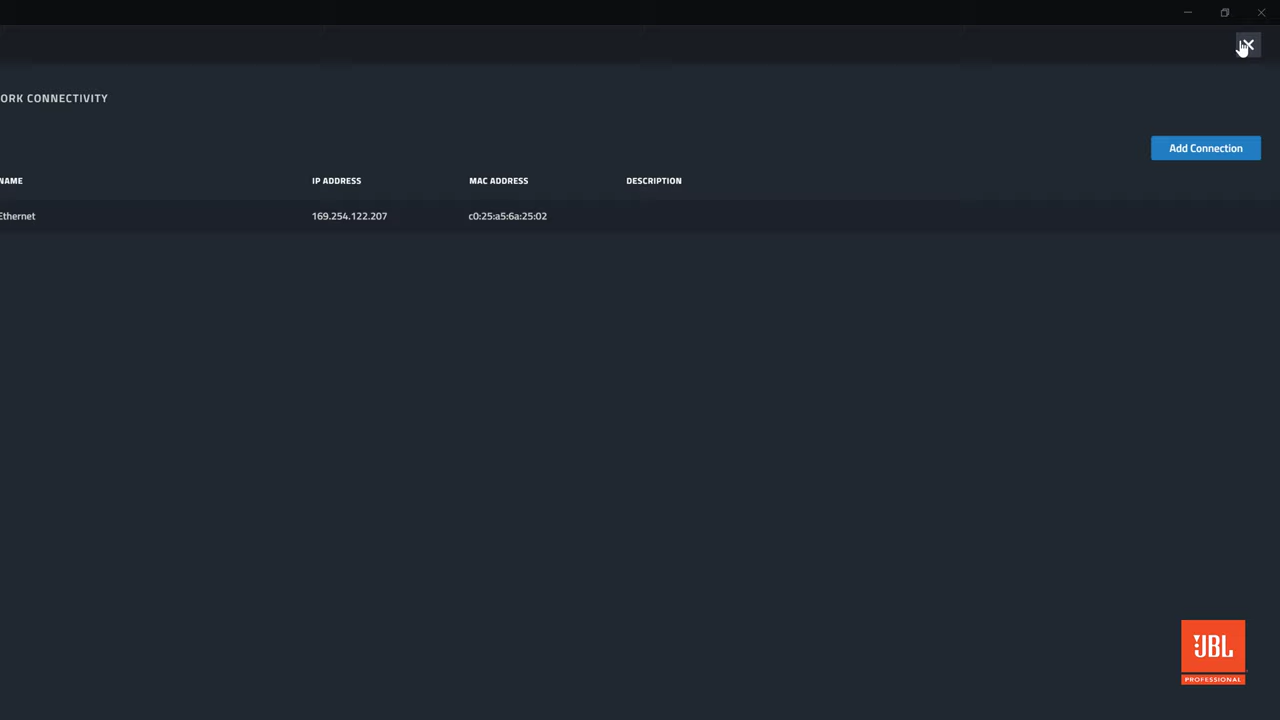 ORK CONNECTIVITY
Add Connection
NAME IP ADDRESS MAC ADDRESS DESCRIPTION
Ethernet 169.254.122.207 c0:25:a5:6a:25:02
JBL
PROFESSIONAL